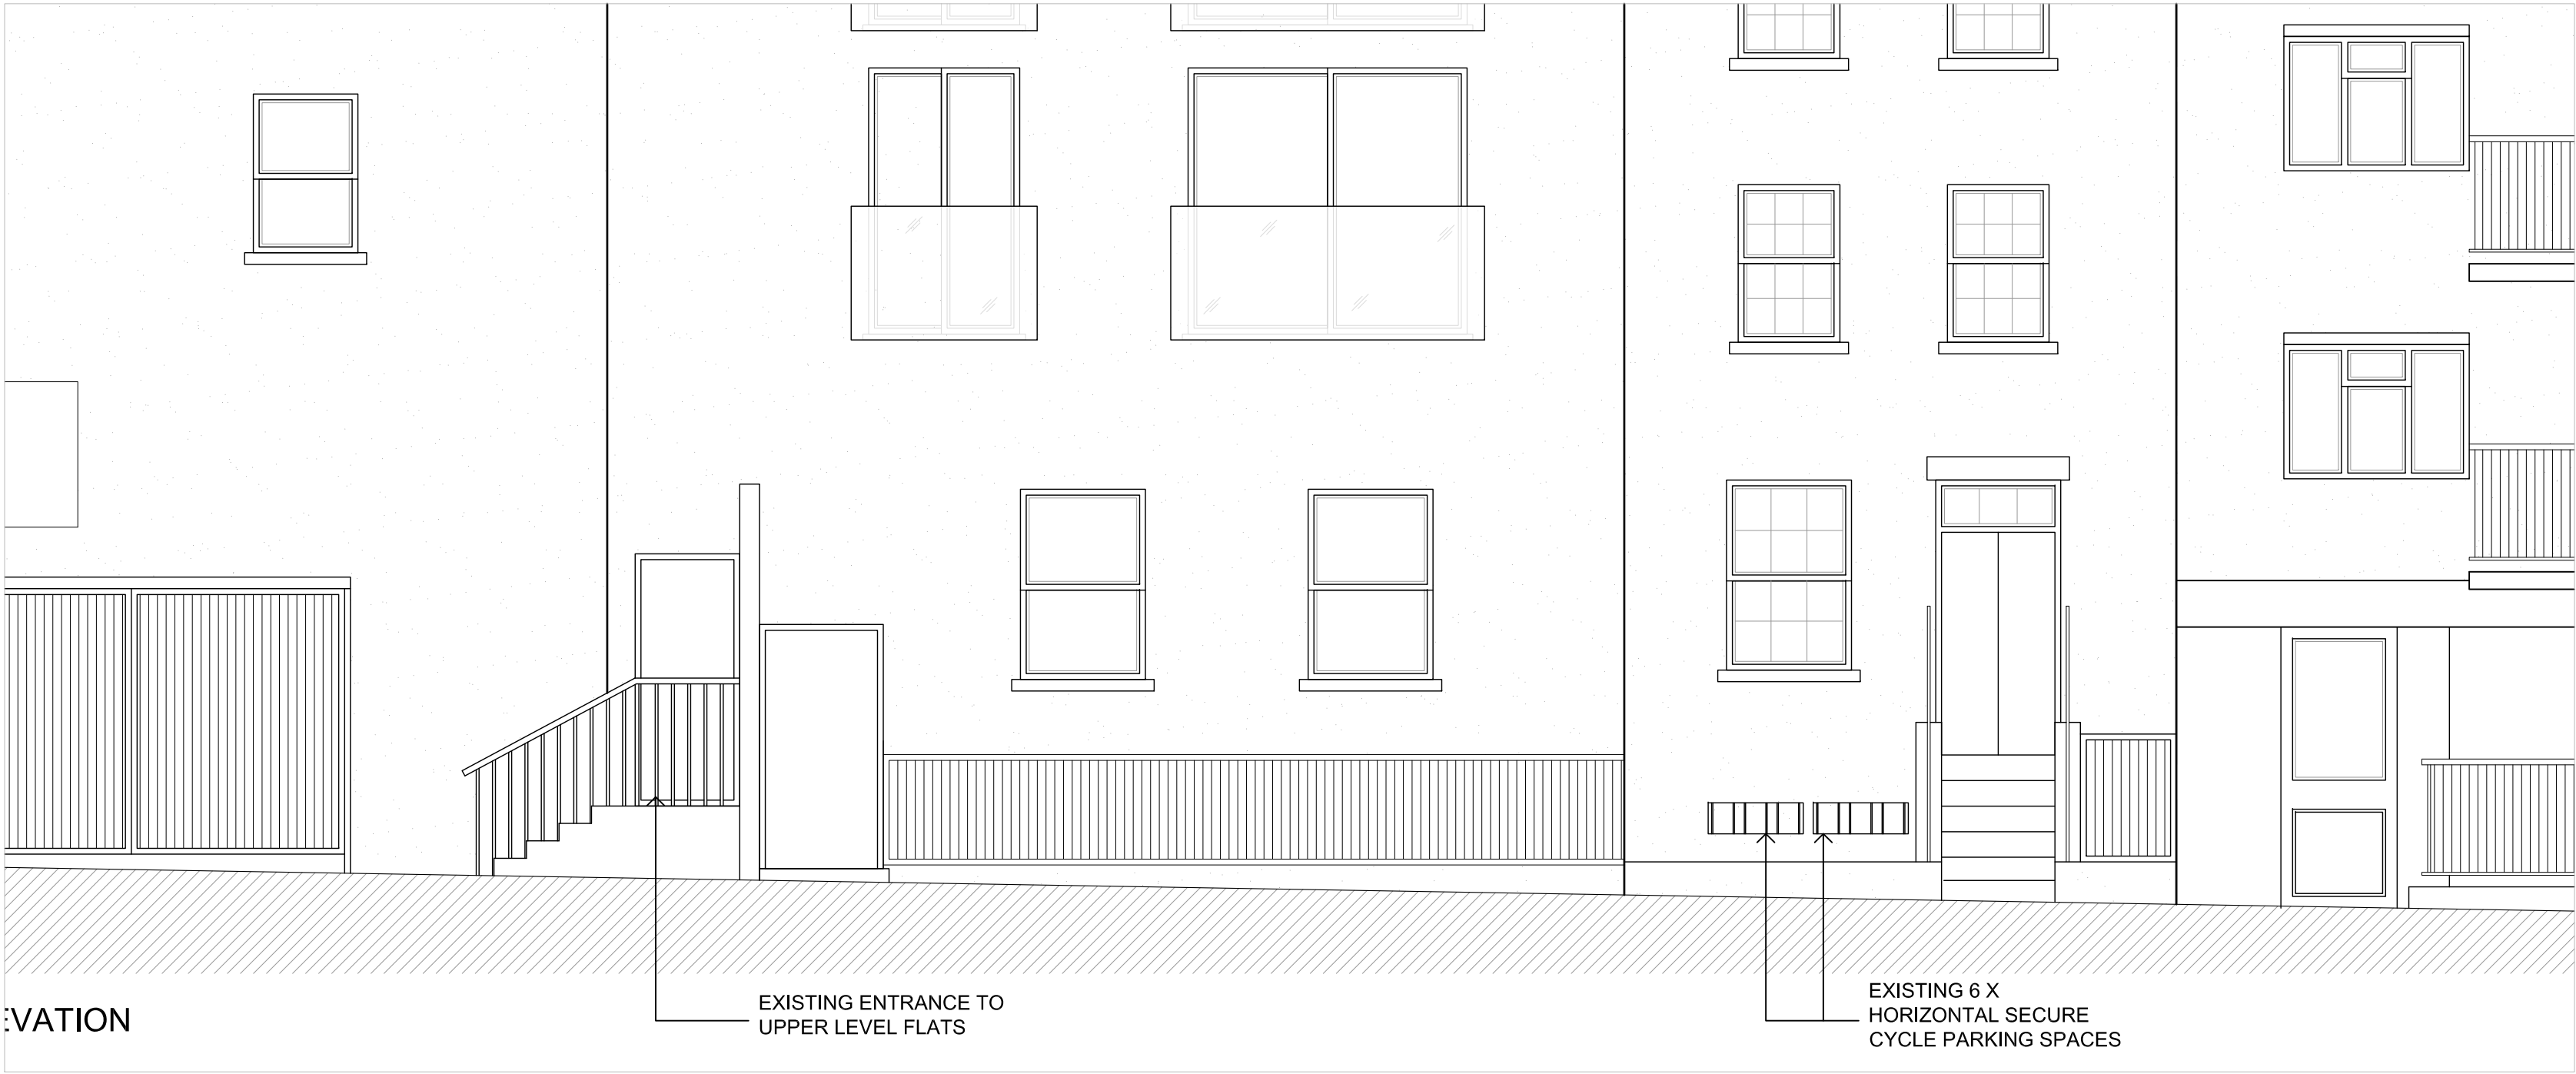 EVATION
EXISTING ENTRANCE TO
UPPER LEVEL FLATS
EXISTING 6 X
HORIZONTAL SECURE
CYCLE PARKING SPACES